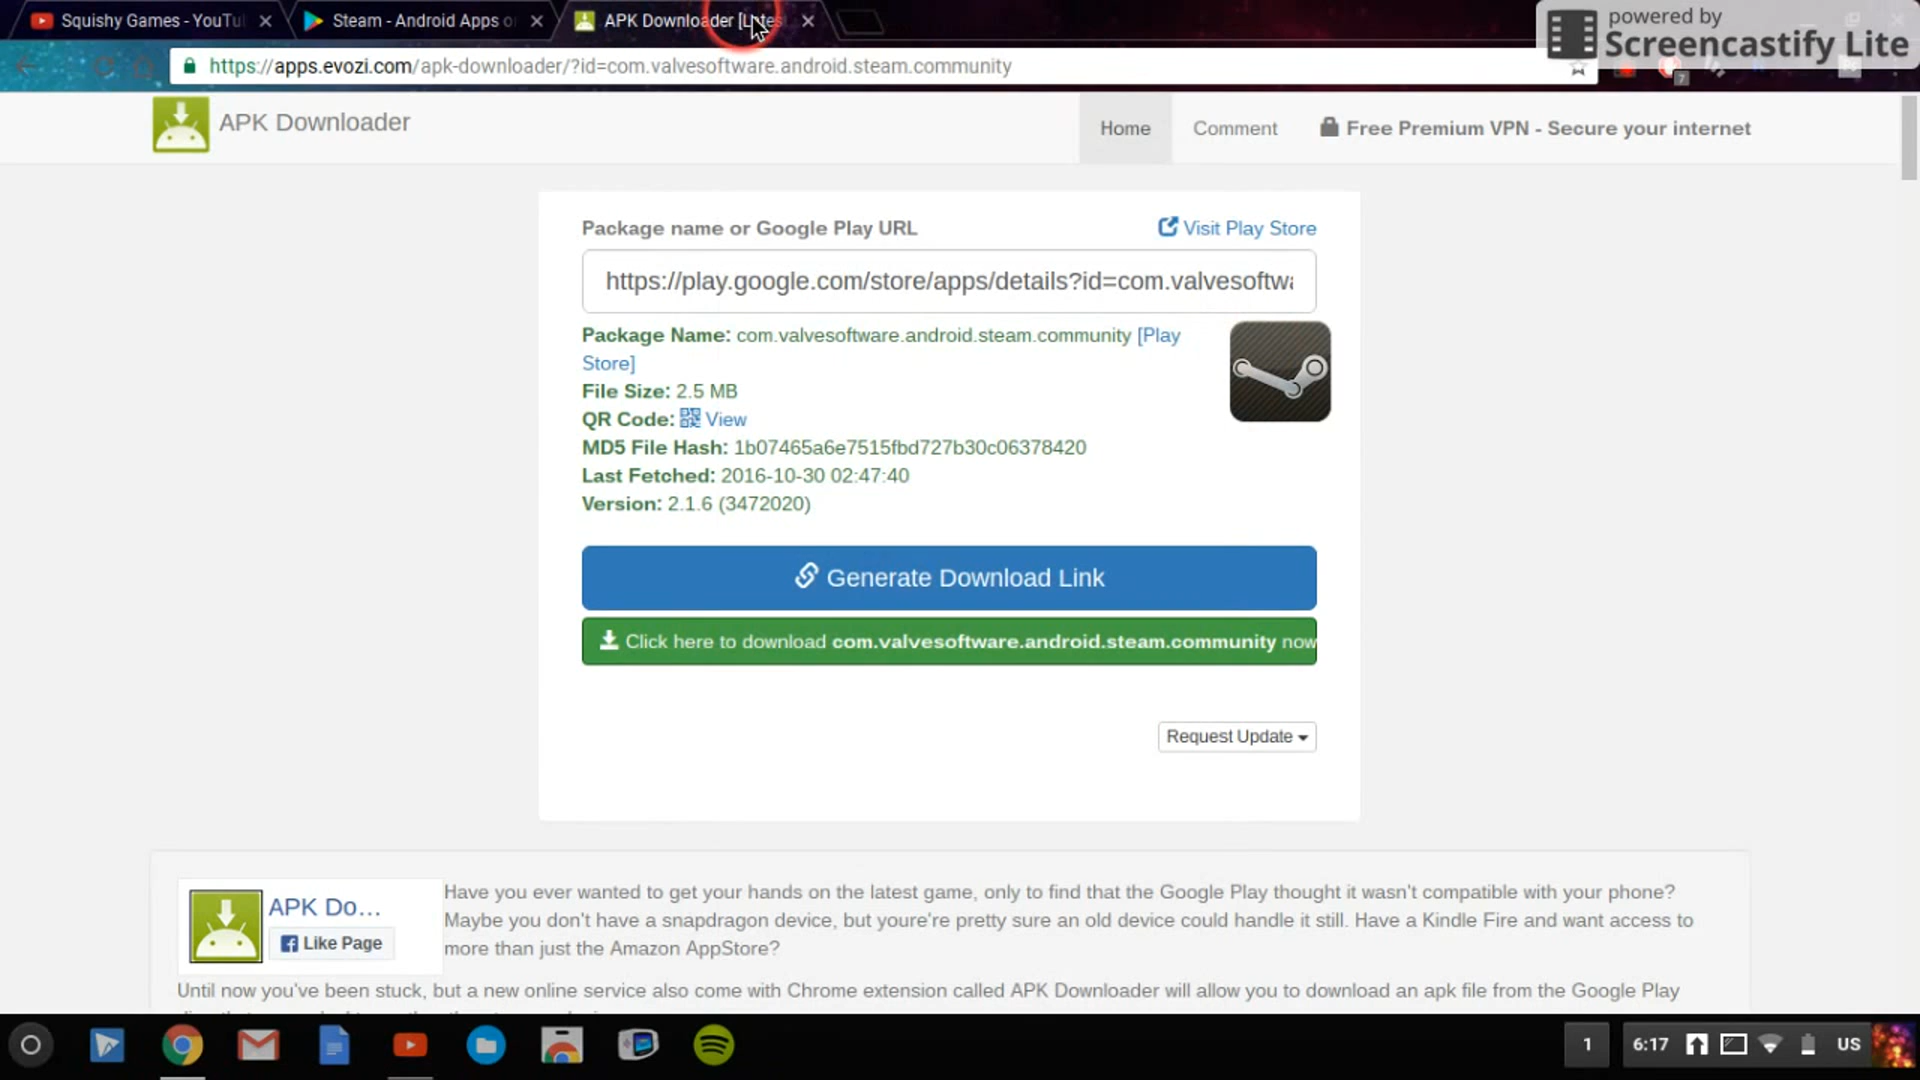 Squishy Games - YouTu
Steam - Android Apps o
APK Downloader [Lates
powered by
Screencastify Lite
https://apps.evozi.com/apk-downloader/?id=com.valvesoftware.android.steam.community
7
APK Downloader
Home
Comment
Free Premium VPN - Secure your internet
Package name or Google Play URL
Visit Play Store
https://play.google.com/store/apps/details?id=com.valvesoftwa
Package Name: com.valvesoftware.android.steam.community [Play
Store]
File Size: 2.5 MB
QR Code: View
MD5 File Hash: 1b07465a6e7515fbd727b30c06378420
Last Fetched: 2016-10-30 02:47:40
Version: 2.1.6 (3472020)
Generate Download Link
Click here to download com.valvesoftware.android.steam.community now
Request Update
APK Do...
Like Page
Have you ever wanted to get your hands on the latest game, only to find that the Google Play thought it wasn't compatible with your phone?
Maybe you don't have a snapdragon device, but youre're pretty sure an old device could handle it still. Have a Kindle Fire and want access to
more than just the Amazon AppStore?
Until now you've been stuck, but a new online service also come with Chrome extension called APK Downloader will allow you to download an apk file from the Google Play
1
6:17
US